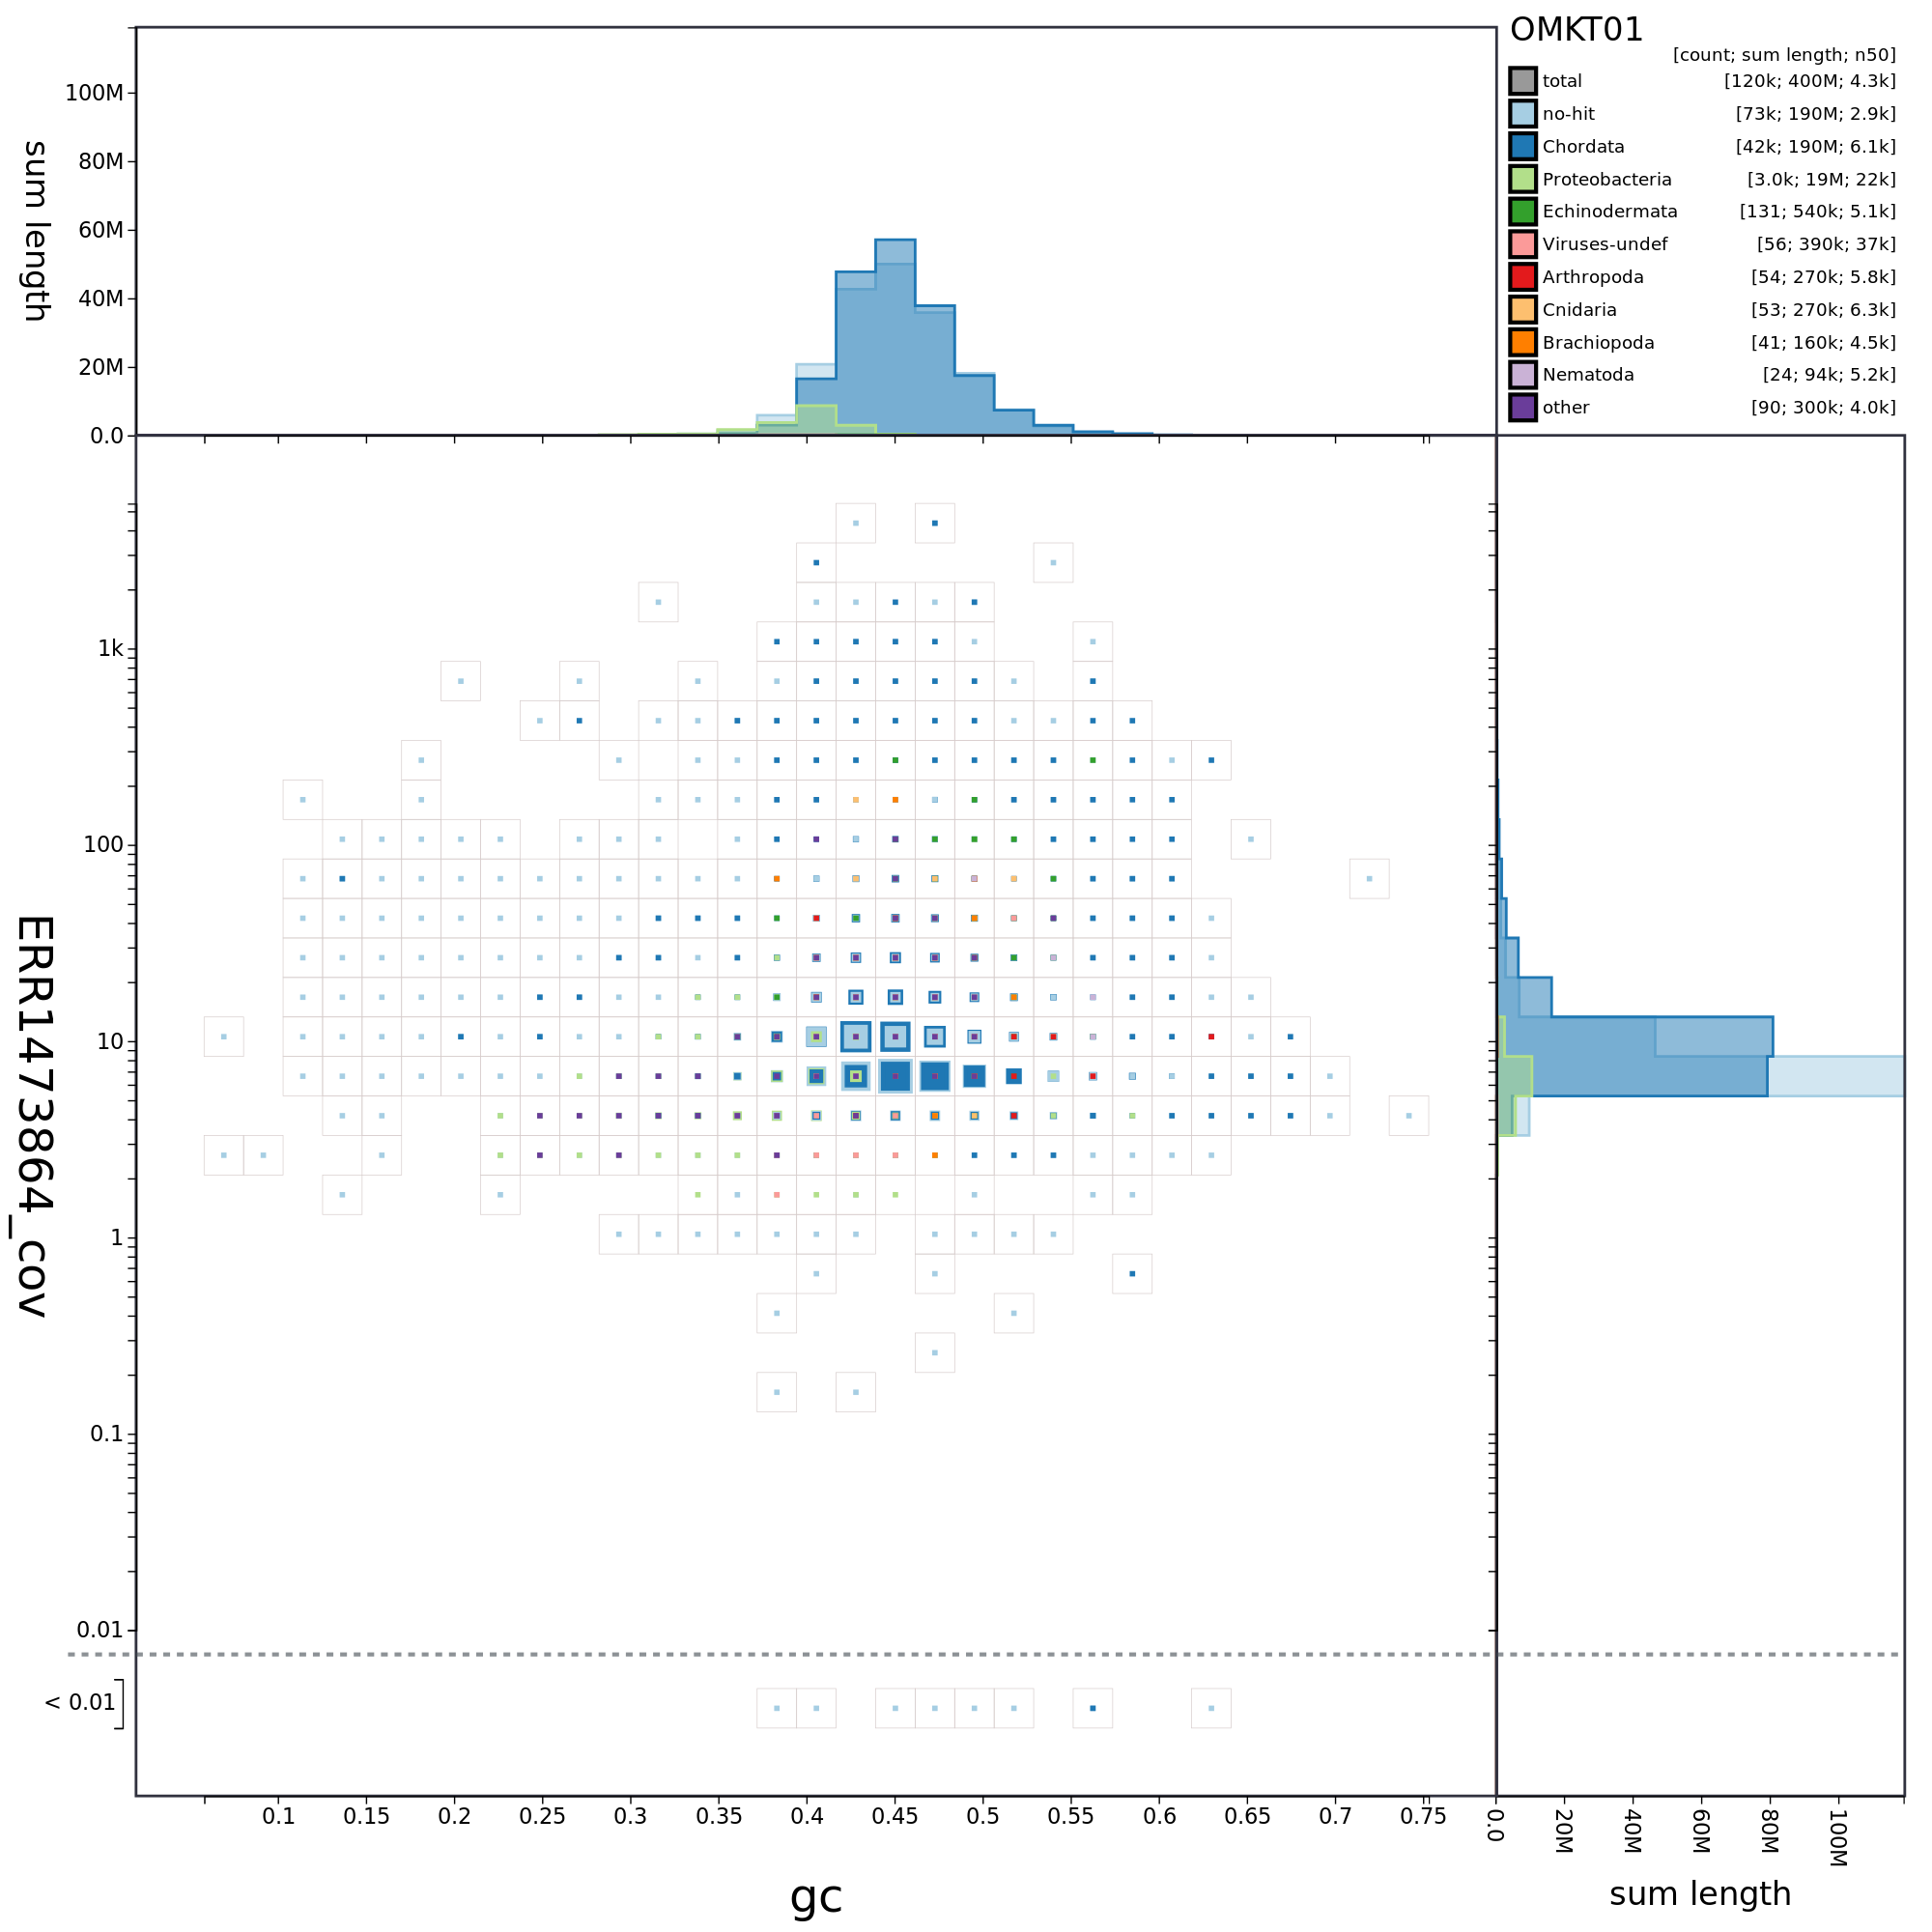 OMKT01
[count; sum length; n50]
total [120k; 400M; 4.3k]
no-hit [73k; 190M; 2.9k]
Chordata [42k; 190M; 6.1k]
Proteobacteria [3.0k; 19M; 22k]
Echinodermata [131; 540k; 5.1k]
Viruses-undef [56; 390k; 37k]
Arthropoda [54; 270k; 5.8k]
Cnidaria [53; 270k; 6.3k]
Brachiopoda [41; 160k; 4.5k]
Nematoda [24; 94k; 5.2k]
other [90; 300k; 4.0k]
sum length
100M
80M
60M
40M
20M
0.0
ERR1473864_cov
1k
100
10
1
0.1
0.01
< 0.01
0.1 0.15 0.2 0.25 0.3 0.35 0.4 0.45 0.5 0.55 0.6 0.65 0.7 0.75
gc
0.0 20M 40M 60M 80M 100M
sum length